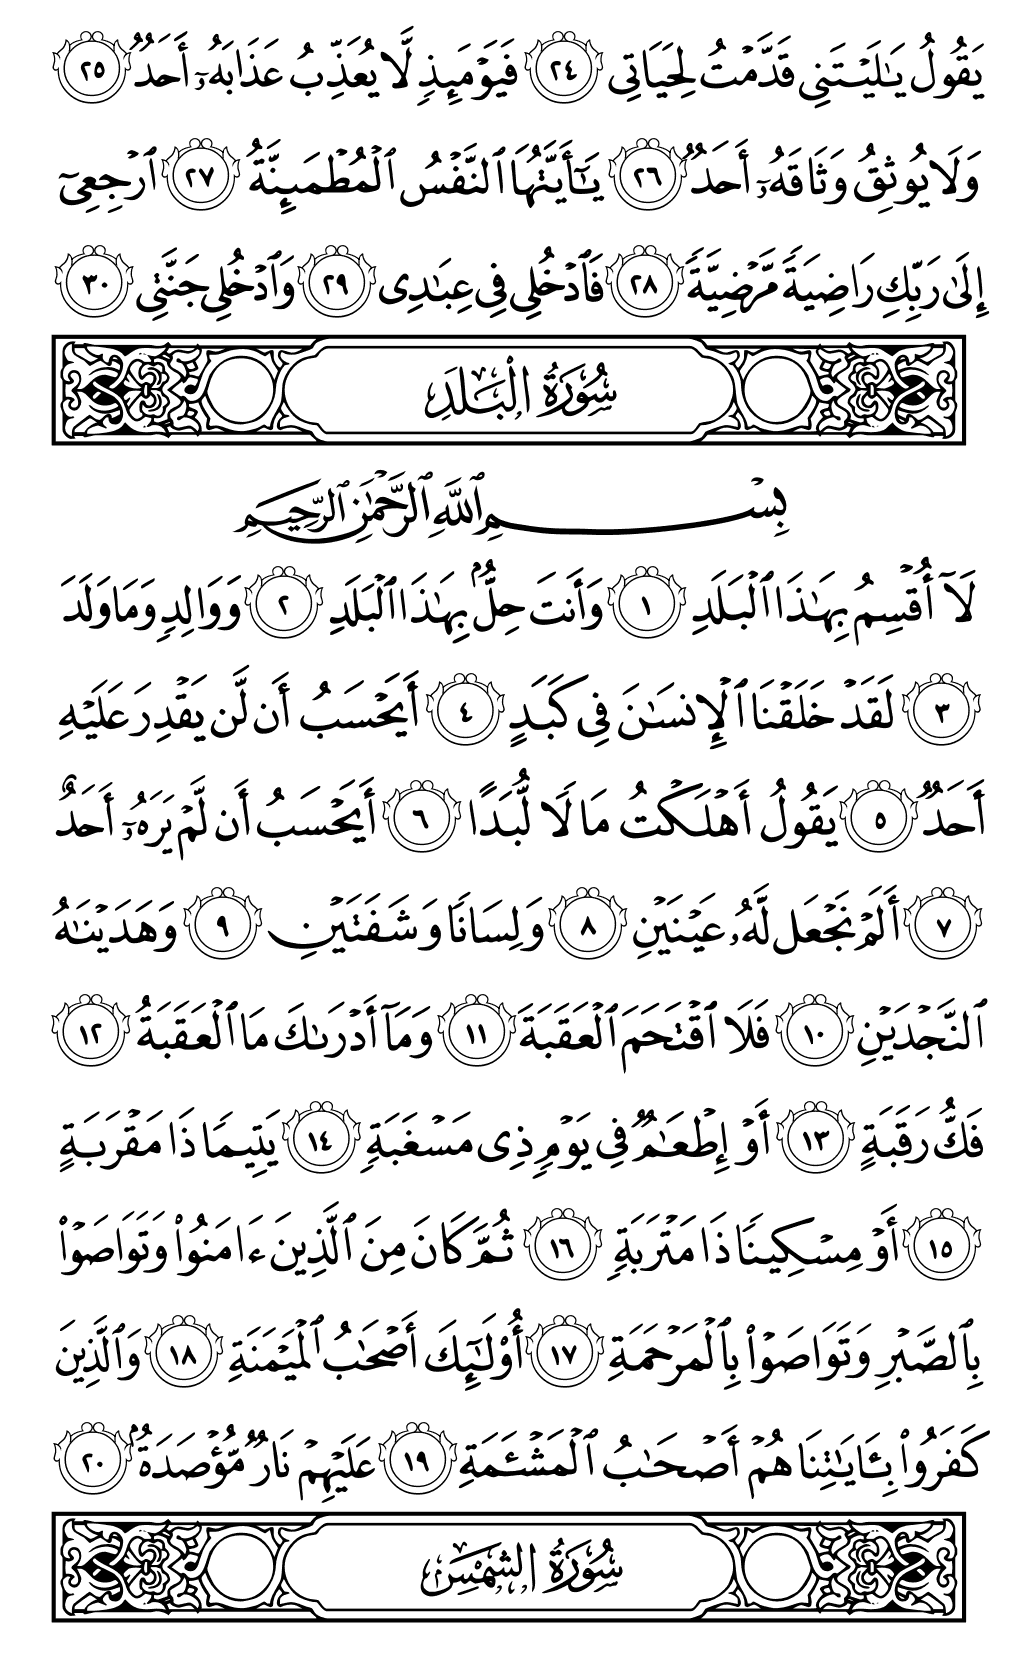 يَقُولُ يَـٰلَيْتَنِى قَدَّمْتُ لِحَيَاتِى ٢٤ فَيَوْمَئِذٍ لَّا يُعَذِّبُ عَذَابَهُۥٓ أَحَدٌ ٢٥
وَلَا يُوثِقُ وَثَاقَهُۥٓ أَحَدٌ ٢٦ يَـٰٓأَيَّتُهَا ٱلنَّفْسُ ٱلْمُطْمَئِنَّةُ ٢٧ ٱرْجِعِىٓ
إِلَىٰ رَبِّكِ رَاضِيَةً مَّرْضِيَّةً ٢٨ فَٱدْخُلِى فِى عِبَـٰدِى ٢٩ وَٱدْخُلِى جَنَّتِى ٣٠
سُورَةُ الْبَلَدِ
بِسْمِ ٱللَّهِ ٱلرَّحْمَـٰنِ ٱلرَّحِيمِ
لَآ أُقْسِمُ بِهَـٰذَا ٱلْبَلَدِ ١ وَأَنتَ حِلٌّۢ بِهَـٰذَا ٱلْبَلَدِ ٢ وَوَالِدٍ وَمَا وَلَدَ
٣ لَقَدْ خَلَقْنَا ٱلْإِنسَـٰنَ فِى كَبَدٍ ٤ أَيَحْسَبُ أَن لَّن يَقْدِرَ عَلَيْهِ
أَحَدٌ ٥ يَقُولُ أَهْلَكْتُ مَالًا لُّبَدًا ٦ أَيَحْسَبُ أَن لَّمْ يَرَهُۥٓ أَحَدٌ
٧ أَلَمْ نَجْعَل لَّهُۥ عَيْنَيْنِ ٨ وَلِسَانًا وَشَفَتَيْنِ ٩ وَهَدَيْنَـٰهُ
ٱلنَّجْدَيْنِ ١٠ فَلَا ٱقْتَحَمَ ٱلْعَقَبَةَ ١١ وَمَآ أَدْرَىٰكَ مَا ٱلْعَقَبَةُ ١٢
فَكُّ رَقَبَةٍ ١٣ أَوْ إِطْعَـٰمٌ فِى يَوْمٍ ذِى مَسْغَبَةٍ ١٤ يَتِيمًا ذَا مَقْرَبَةٍ
١٥ أَوْ مِسْكِينًا ذَا مَتْرَبَةٍ ١٦ ثُمَّ كَانَ مِنَ ٱلَّذِينَ ءَامَنُوا۟ وَتَوَاصَوْا۟
بِٱلصَّبْرِ وَتَوَاصَوْا۟ بِٱلْمَرْحَمَةِ ١٧ أُو۟لَـٰٓئِكَ أَصْحَـٰبُ ٱلْمَيْمَنَةِ ١٨ وَٱلَّذِينَ
كَفَرُوا۟ بِـَٔايَـٰتِنَا هُمْ أَصْحَـٰبُ ٱلْمَشْـَٔمَةِ ١٩ عَلَيْهِمْ نَارٌ مُّؤْصَدَةٌۢ ٢٠
سُورَةُ الشَّمْسِ